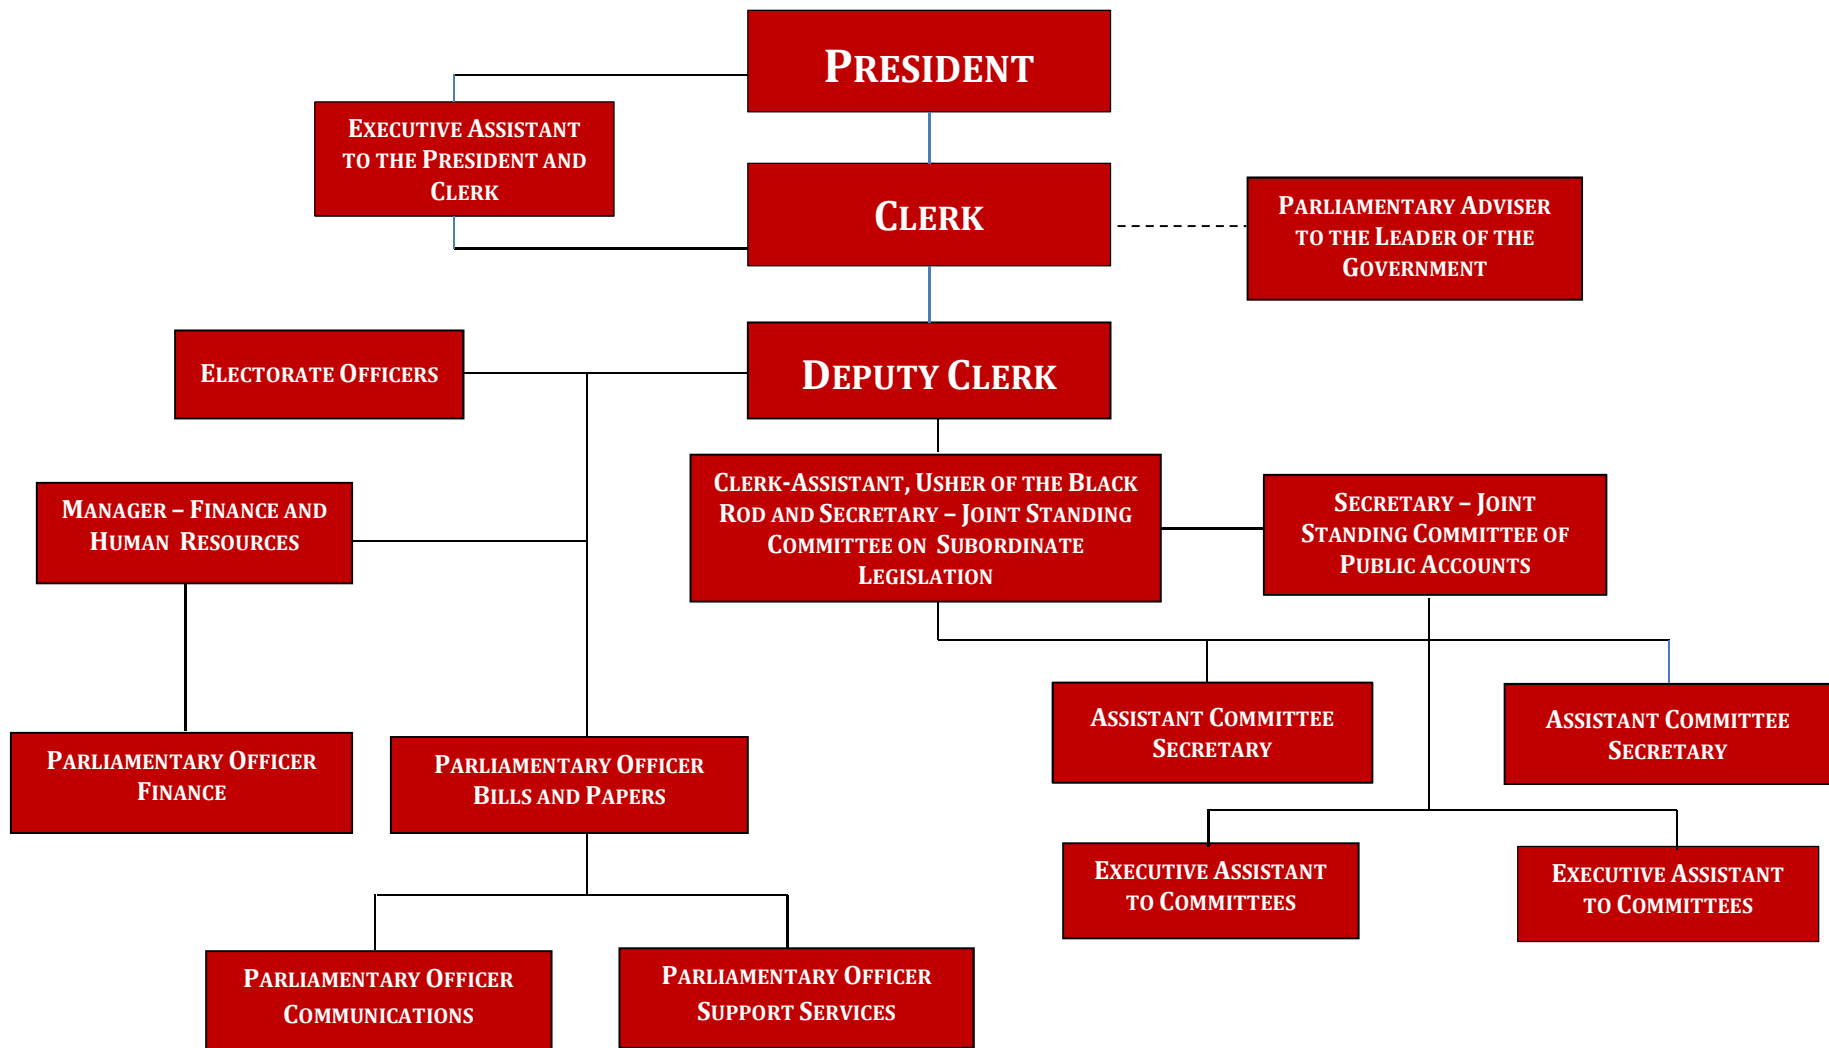 PRESIDENT
EXECUTIVE ASSISTANT
TO THE PRESIDENT AND
CLERK
CLERK
PARLIAMENTARY ADVISER
TO THE LEADER OF THE
GOVERNMENT
ELECTORATE OFFICERS
DEPUTY CLERK
MANAGER – FINANCE AND
HUMAN RESOURCES
CLERK-ASSISTANT, USHER OF THE BLACK
ROD AND SECRETARY – JOINT STANDING
COMMITTEE ON SUBORDINATE
LEGISLATION
SECRETARY – JOINT
STANDING COMMITTEE OF
PUBLIC ACCOUNTS
ASSISTANT COMMITTEE
SECRETARY
ASSISTANT COMMITTEE
SECRETARY
PARLIAMENTARY OFFICER
FINANCE
PARLIAMENTARY OFFICER
BILLS AND PAPERS
EXECUTIVE ASSISTANT
TO COMMITTEES
EXECUTIVE ASSISTANT
TO COMMITTEES
PARLIAMENTARY OFFICER
COMMUNICATIONS
PARLIAMENTARY OFFICER
SUPPORT SERVICES